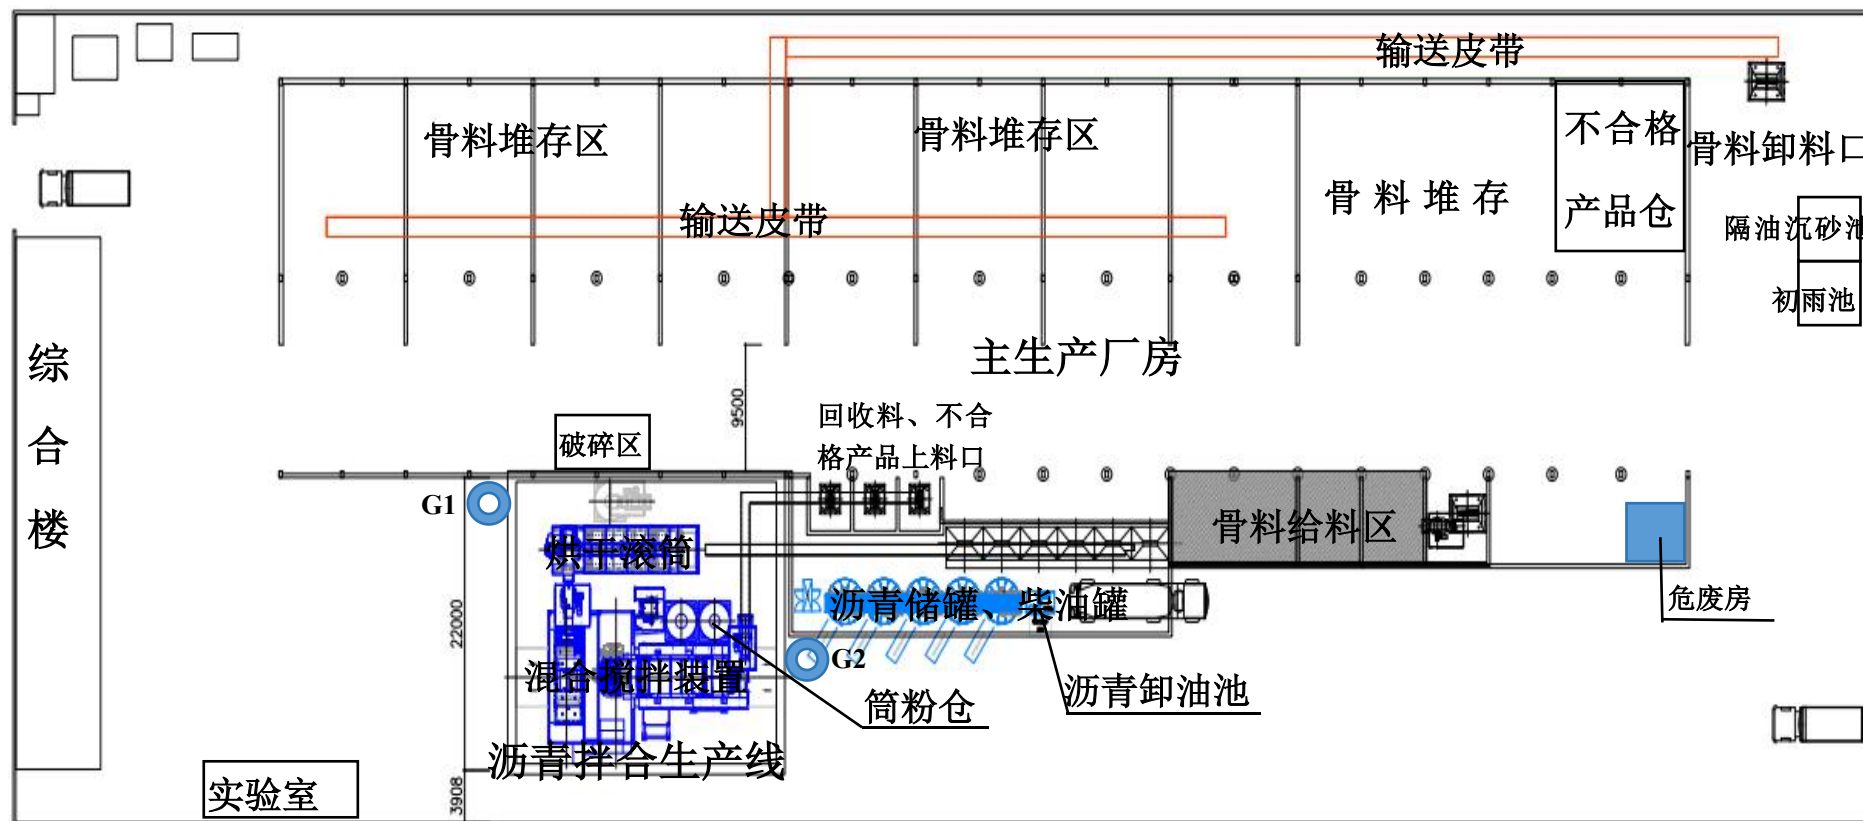 输送皮带
骨料堆存区
骨料堆存区
不合格
产品仓
骨料卸料口
骨料堆存
输送皮带
隔油沉砂池
初雨池
综
合
楼
主生产厂房
9500
回收料、不合
格产品上料口
破碎区
G1
烘干滚筒
骨料给料区
沥青储罐、柴油罐
危废房
22000
G2
混合搅拌装置
筒粉仓
沥青卸油池
沥青拌合生产线
实验室
3908